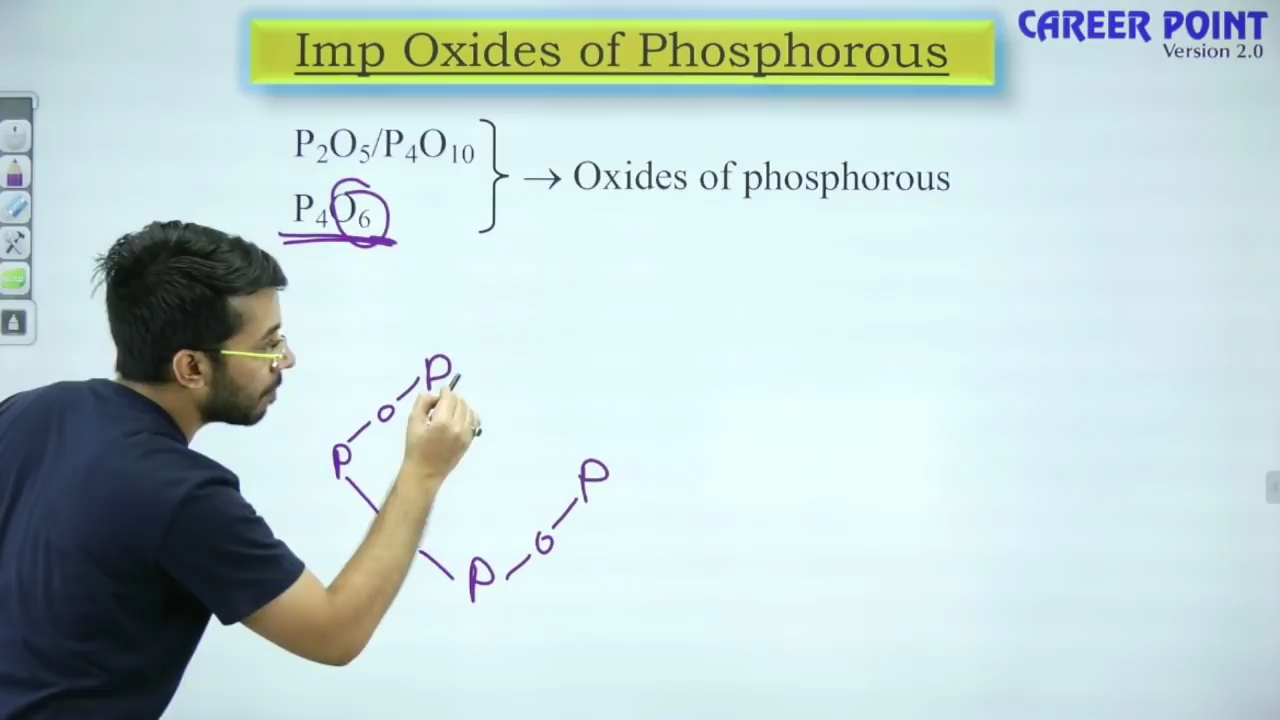 Imp Oxides of Phosphorous
CAREER POINT
Version 2.0
P₂O₅/P₄O₁₀
P₄O₆
→ Oxides of phosphorous
P
O
P
P
O
P